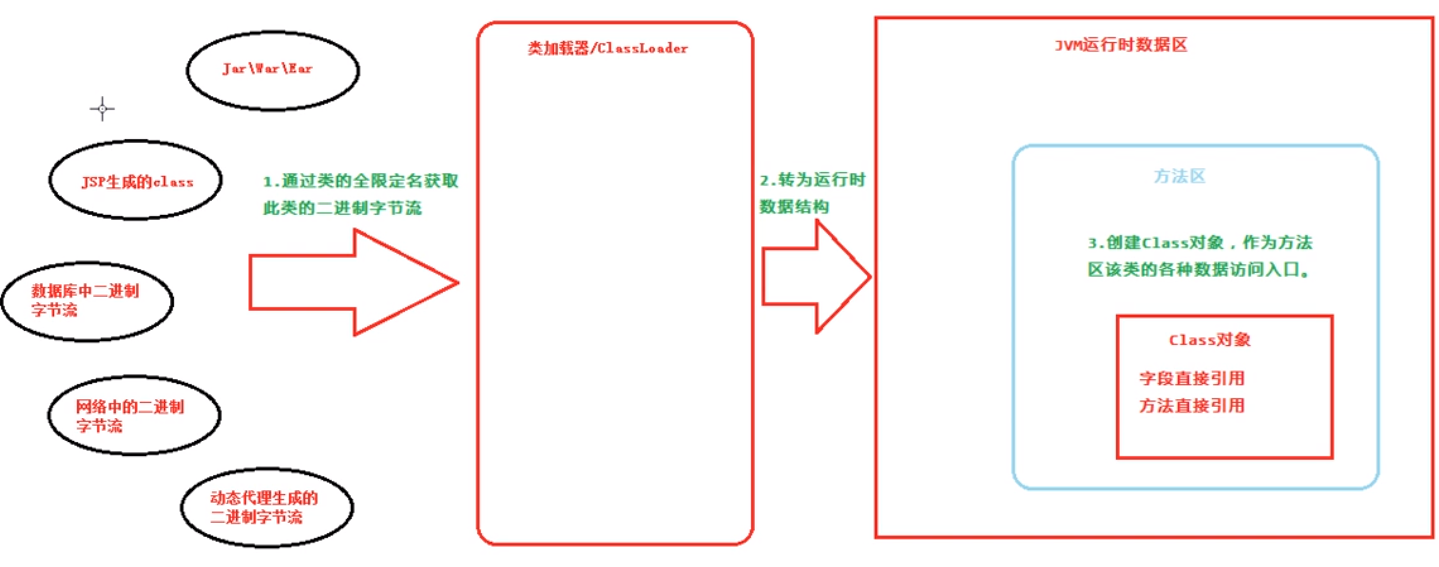 Jar\War\Ear
JSP生成的class
数据库中二进制
字节流
网络中的二进制
字节流
动态代理生成的
二进制字节流
1.通过类的全限定名获取
此类的二进制字节流
类加载器/ClassLoader
2.转为运行时
数据结构
JVM运行时数据区
方法区
3.创建Class对象，作为方法
区该类的各种数据访问入口。
Class对象
字段直接引用
方法直接引用